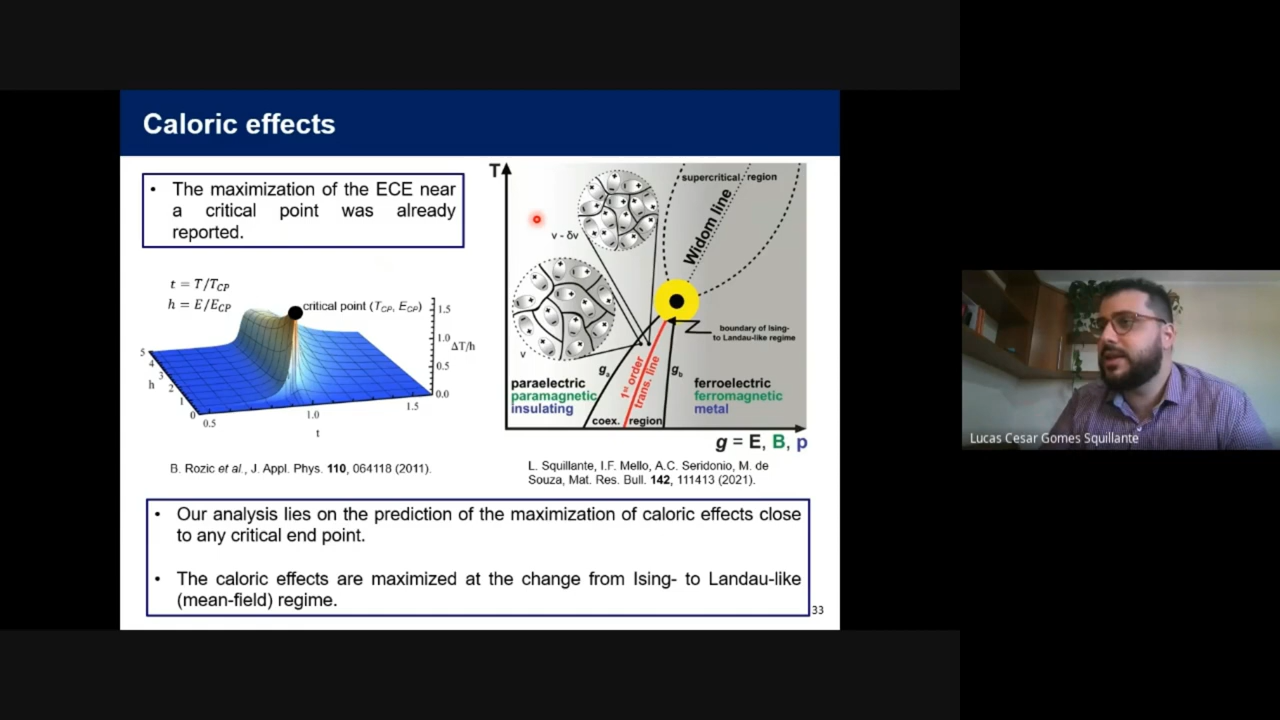 Caloric effects
• The maximization of the ECE near
a critical point was already
reported.
t = T/T_CP
h = E/E_CP
critical point (T_CP, E_CP)
1.5
1.0
ΔT/h
0.5
0.0
5
4
3
h
2
1
0
0.5
1.0
1.5
t
B. Rozic et al., J. Appl. Phys. 110, 064118 (2011).
T
supercritical region
Widom line
v - δv
v
boundary of Ising-
to Landau-like regime
gₐ
1st order
trans. line
g_b
paraelectric
paramagnetic
insulating
ferroelectric
ferromagnetic
metal
coex. region
g = E, B, p
L. Squillante, I.F. Mello, A.C. Seridonio, M. de
Souza, Mat. Res. Bull. 142, 111413 (2021).
• Our analysis lies on the prediction of the maximization of caloric effects close
to any critical end point.
• The caloric effects are maximized at the change from Ising- to Landau-like
(mean-field) regime.
33
Lucas Cesar Gomes Squillante